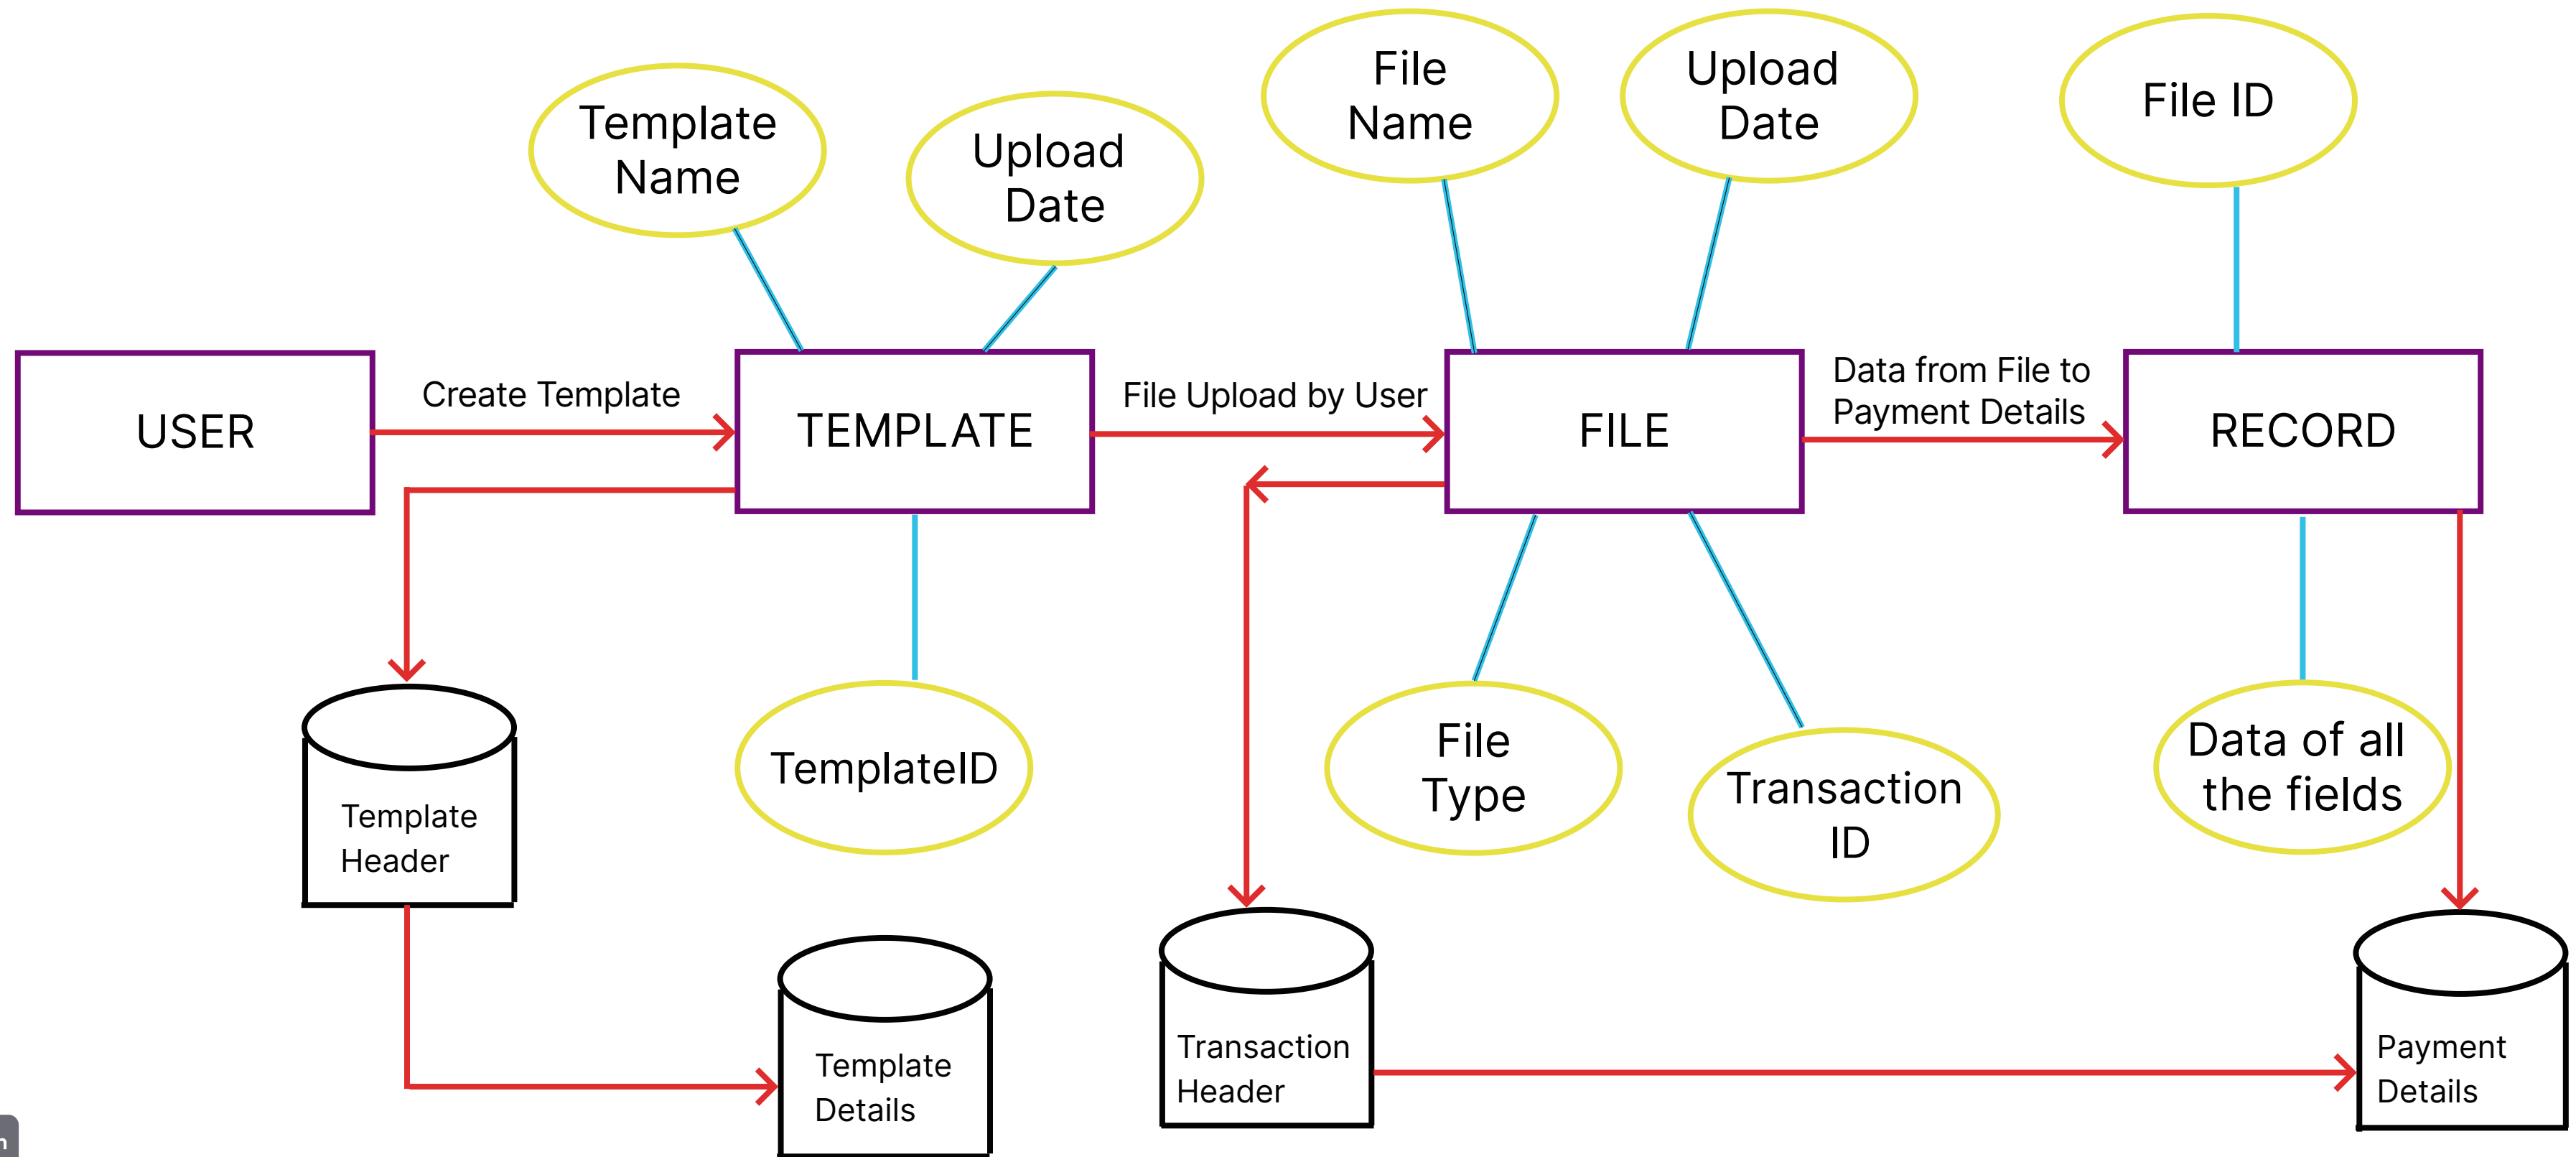 File
Name
Upload
Date
File ID
Template
Name
Upload
Date
USER
Create Template
TEMPLATE
File Upload by User
FILE
Data from File to
Payment Details
RECORD
TemplateID
File
Type
Transaction
ID
Data of all
the fields
Template
Header
Template
Details
Transaction
Header
Payment
Details